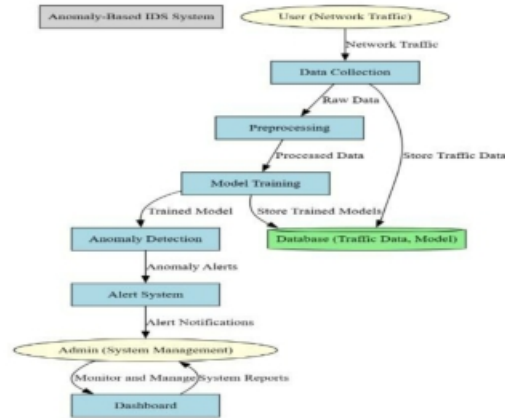 Anomaly-Based IDS System
User (Network Traffic)
Network Traffic
Data Collection
Raw Data
Preprocessing
Processed Data
Store Traffic Data
Model Training
Trained Model
Store Trained Models
Anomaly Detection
Database (Traffic Data, Model)
Anomaly Alerts
Alert System
Alert Notifications
Admin (System Management)
Monitor and Manage
System Reports
Dashboard